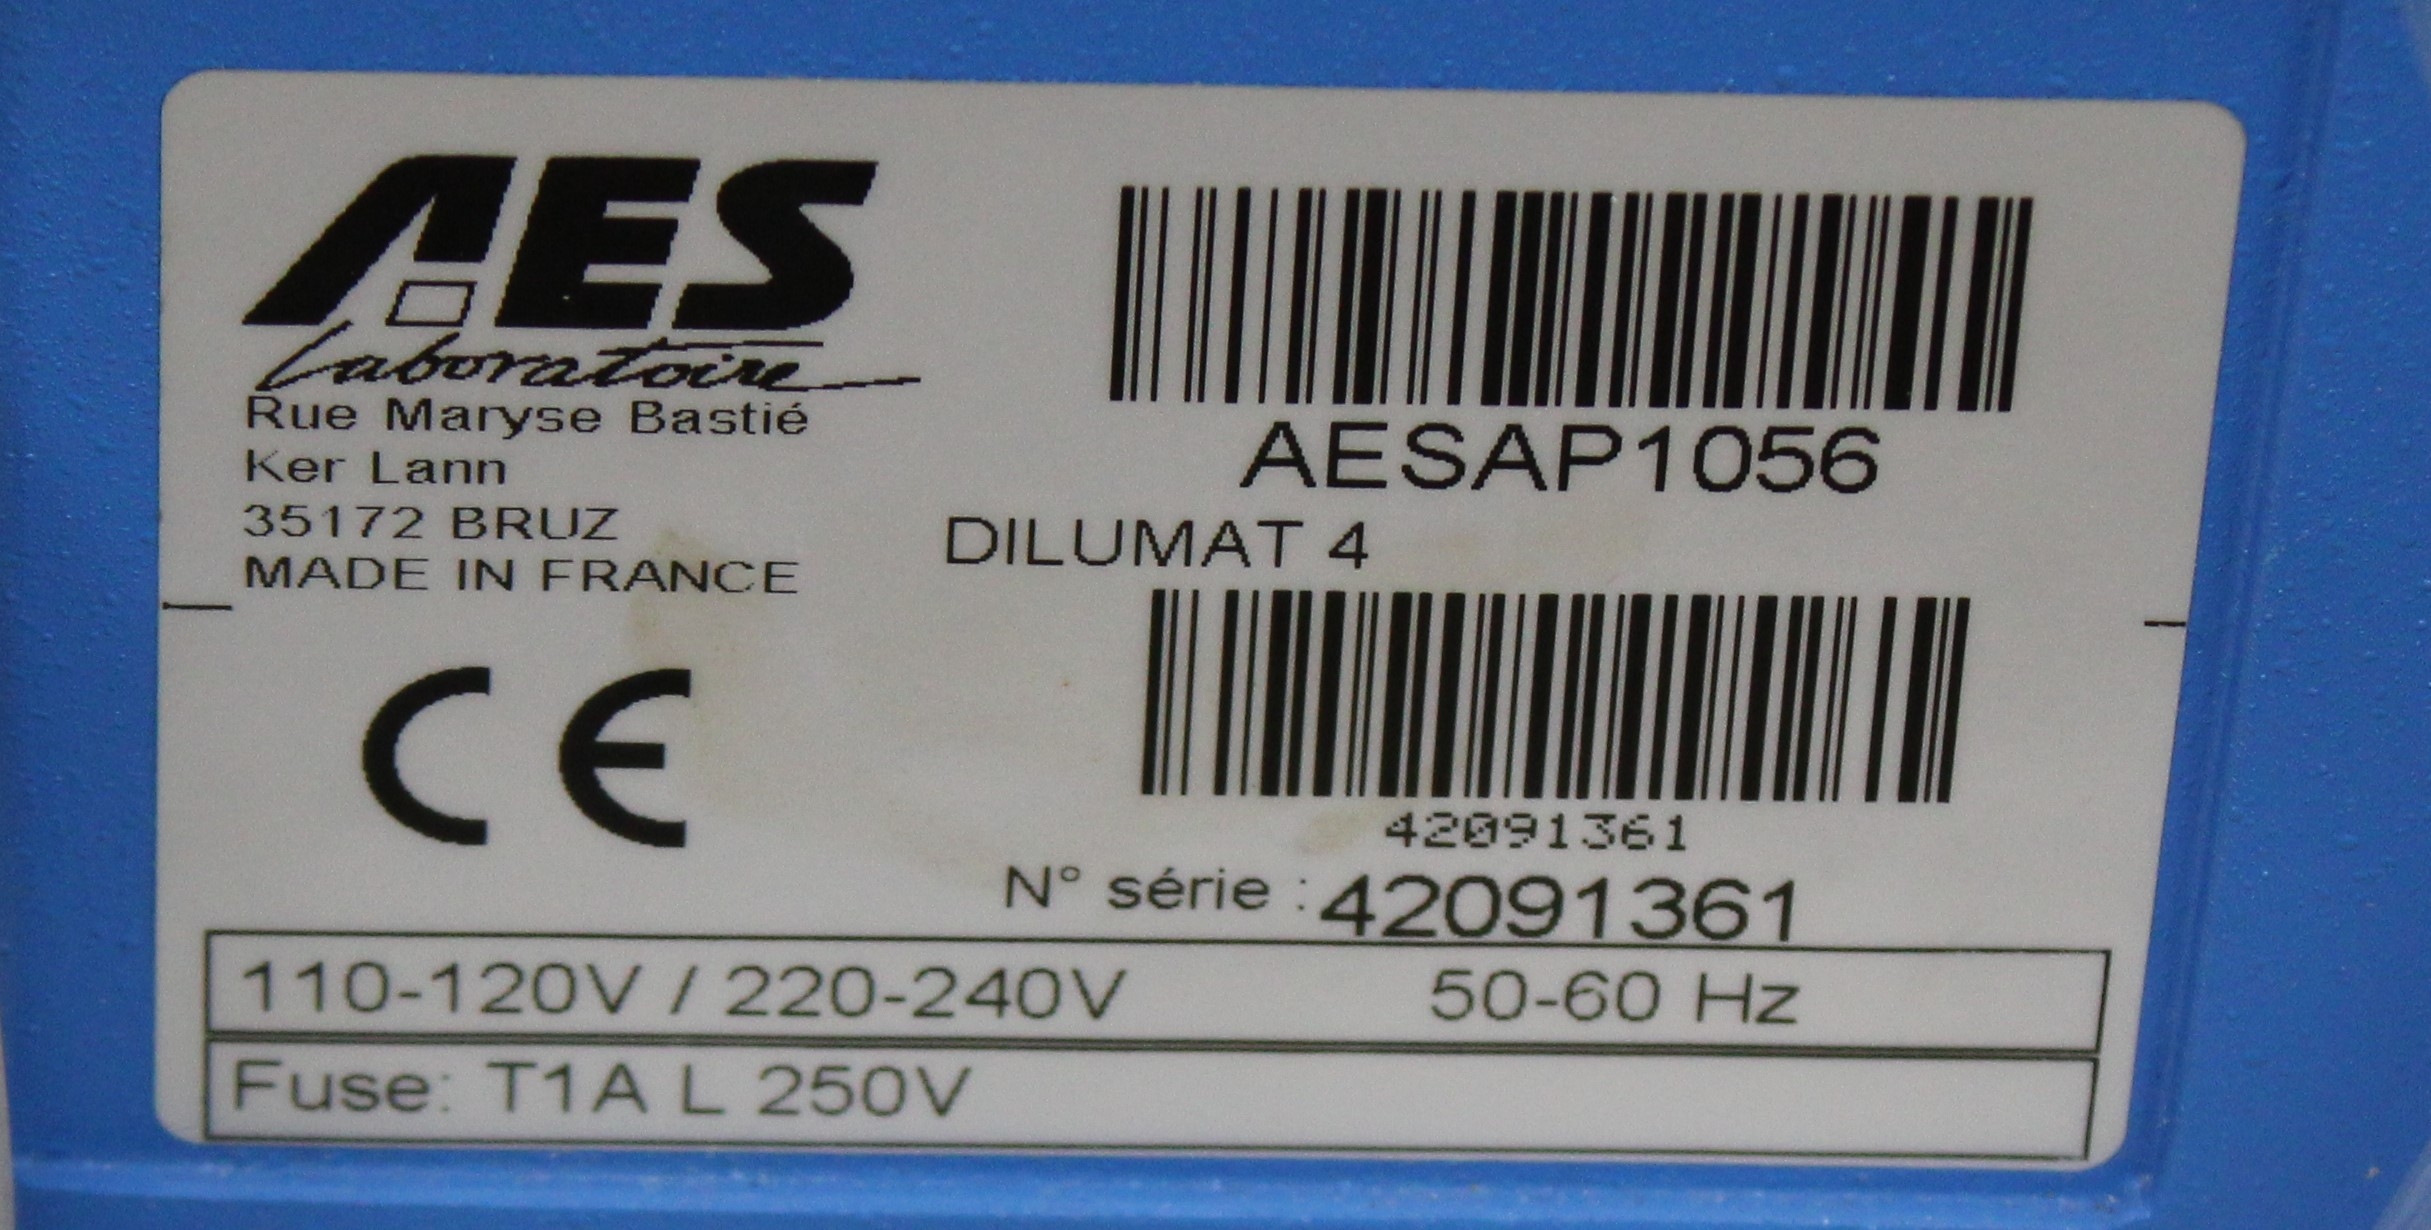 AES
Laboratoire
Rue Maryse Bastié
Ker Lann
35172 BRUZ
MADE IN FRANCE
CE
AESAP1056
DILUMAT 4
42091361
N° série : 42091361
110-120V / 220-240V 50-60 Hz
Fuse: T1A L 250V